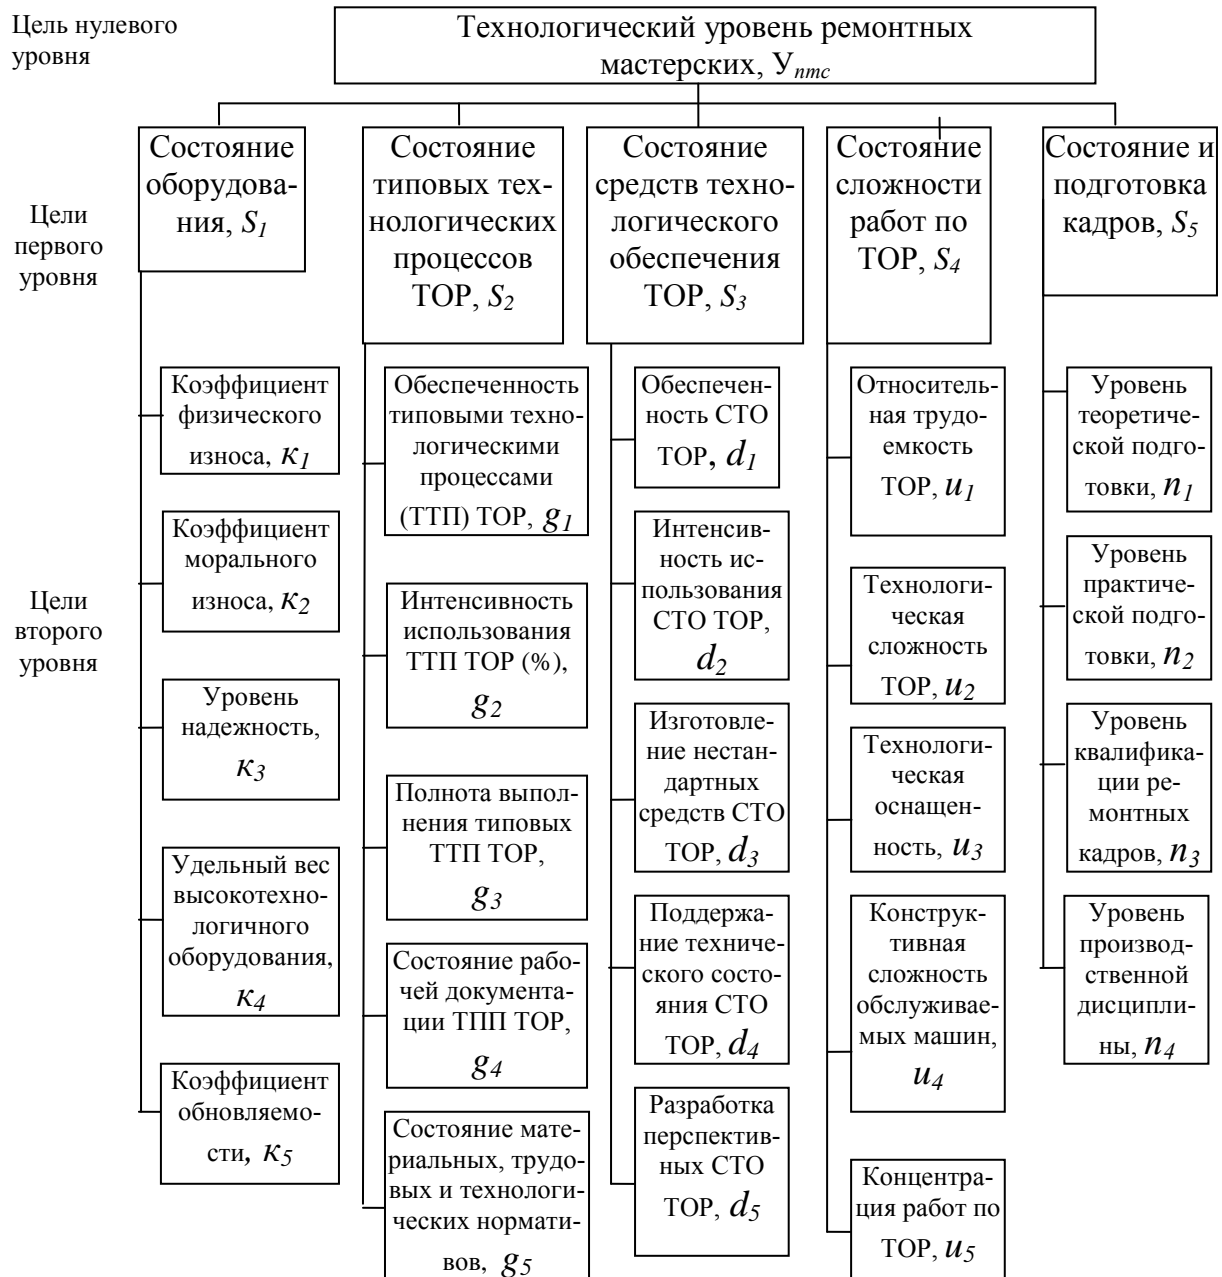 Цель нулевого
уровня
Технологический уровень ремонтных
мастерских, Уптс
Цели
первого
уровня
Состояние
оборудова-
ния, S1
Состояние
типовых тех-
нологических
процессов
ТОР, S2
Состояние
средств техно-
логического
обеспечения
ТОР, S3
Состояние
сложности
работ по
ТОР, S4
Состояние и
подготовка
кадров, S5
Цели
второго
уровня
Коэффициент
физического
износа, к1
Коэффициент
морального
износа, к2
Уровень
надежность,
к3
Удельный вес
высокотехно-
логичного
оборудования,
к4
Коэффициент
обновляемо-
сти, к5
Обеспеченность
типовыми техно-
логическими
процессами
(ТТП) ТОР, g1
Интенсивность
использования
ТТП ТОР (%),
g2
Полнота выпол-
нения типовых
ТТП ТОР,
g3
Состояние рабо-
чей документа-
ции ТПП ТОР,
g4
Состояние мате-
риальных, трудо-
вых и технологи-
ческих нормати-
вов, g5
Обеспечен-
ность СТО
ТОР, d1
Интенсив-
ность ис-
пользования
СТО ТОР,
d2
Изготовле-
ние нестан-
дартных
средств СТО
ТОР, d3
Поддержа-
ние техниче-
ского состо-
яния СТО
ТОР, d4
Разработка
перспектив-
ных СТО
ТОР, d5
Относитель-
ная трудо-
емкость
ТОР, u1
Технологи-
ческая
сложность
ТОР, u2
Технологи-
ческая
оснащен-
ность, u3
Конструк-
тивная
сложность
обслуживае-
мых машин,
u4
Концентра-
ция работ по
ТОР, u5
Уровень
теоретиче-
ской подго-
товки, n1
Уровень
практиче-
ской подго-
товки, n2
Уровень
квалифика-
ции ре-
монтных
кадров, n3
Уровень
производ-
ственной
дисципли-
ны, n4